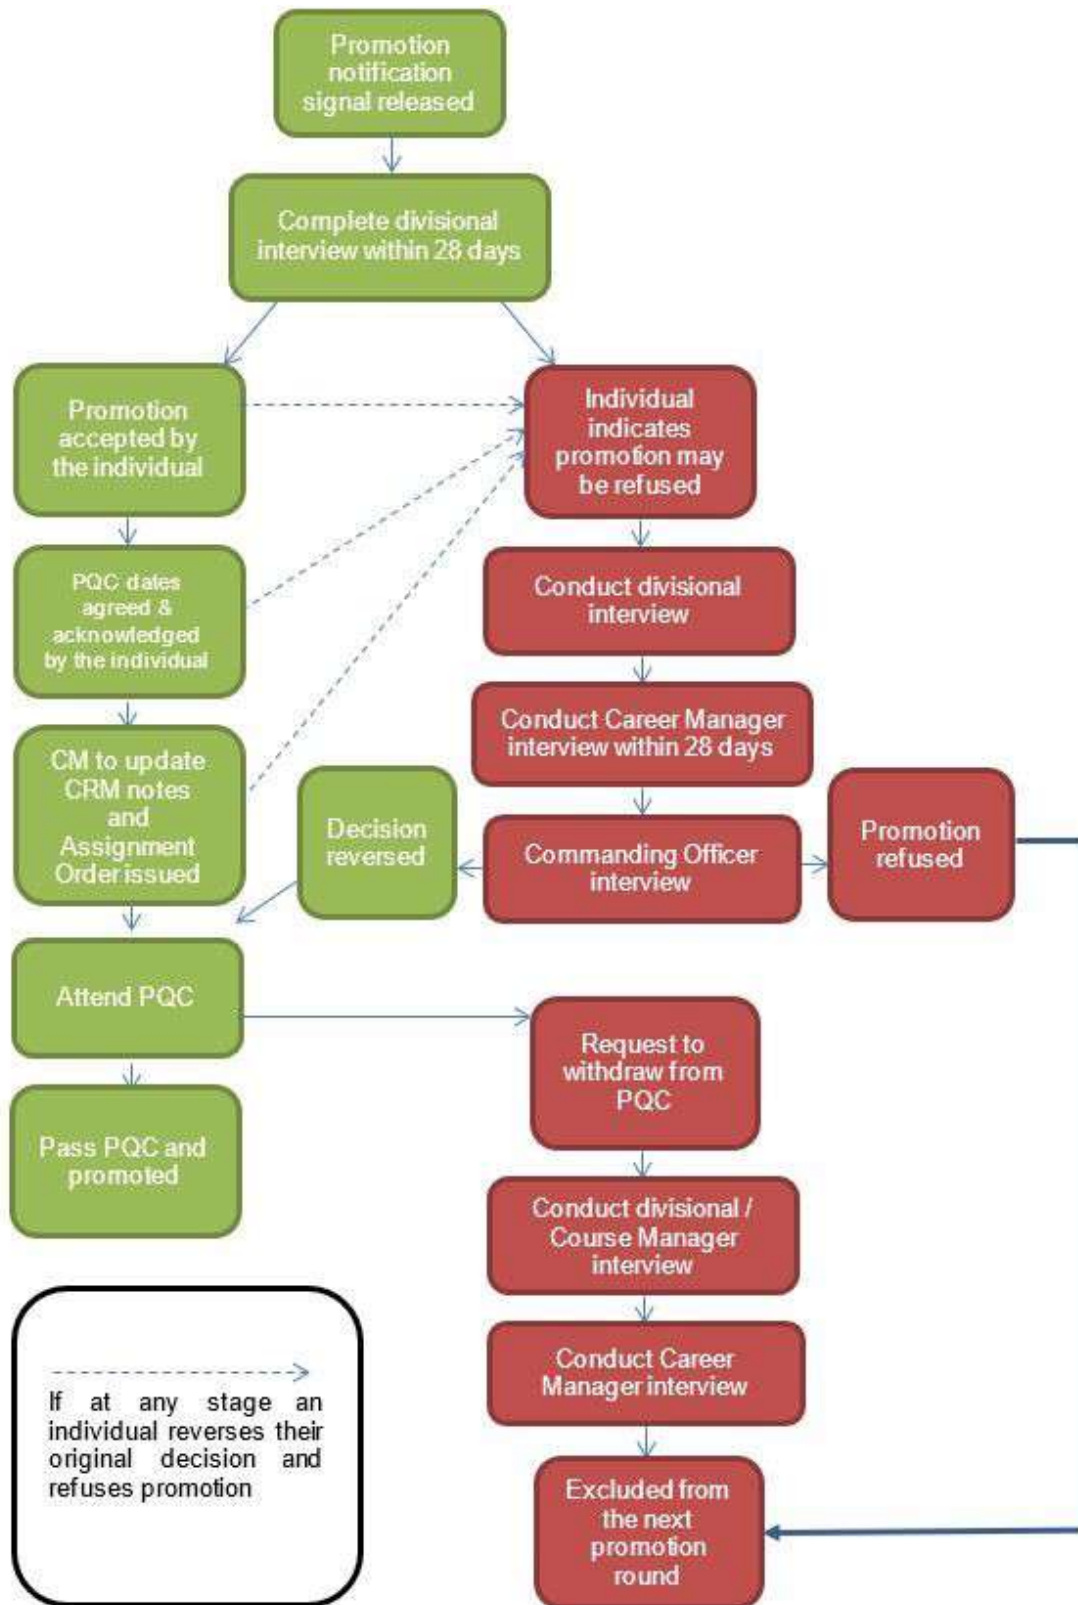 Promotion
notification
signal released
Complete divisional
interview within 28 days
Promotion
accepted by
the individual
Individual
indicates
promotion may
be refused
PQC dates
agreed &
acknowledged
by the individual
Conduct divisional
interview
CM to update
CRM notes
and
Assignment
Order issued
Conduct Career Manager
interview within 28 days
Decision
reversed
Commanding Officer
interview
Promotion
refused
Attend PQC
Request to
withdraw from
PQC
Pass PQC and
promoted
Conduct divisional /
Course Manager
interview
Conduct Career
Manager interview
If at any stage an
individual reverses their
original decision and
refuses promotion
Excluded from
the next
promotion
round